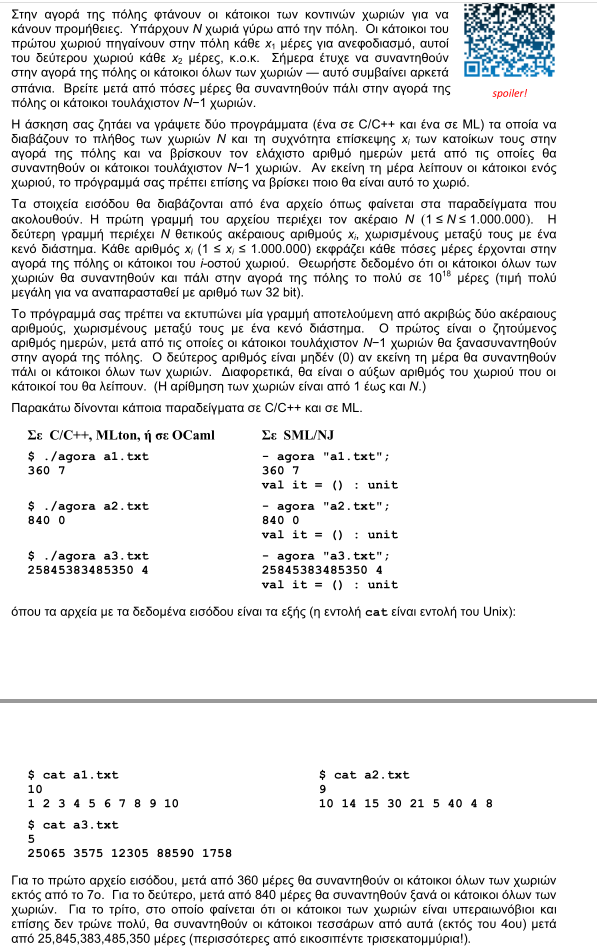 Στην αγορά της πόλης φτάνουν οι κάτοικοι των κοντινών χωριών για να
κάνουν προμήθειες. Υπάρχουν N χωριά γύρω από την πόλη. Οι κάτοικοι του
πρώτου χωριού πηγαίνουν στην πόλη κάθε x₁ μέρες για ανεφοδιασμό, αυτοί
του δεύτερου χωριού κάθε x₂ μέρες, κ.ο.κ. Σήμερα έτυχε να συναντηθούν
στην αγορά της πόλης οι κάτοικοι όλων των χωριών — αυτό συμβαίνει αρκετά
σπάνια. Βρείτε μετά από πόσες μέρες θα συναντηθούν πάλι στην αγορά της
πόλης οι κάτοικοι τουλάχιστον N−1 χωριών.
spoiler!
Η άσκηση σας ζητάει να γράψετε δύο προγράμματα (ένα σε C/C++ και ένα σε ML) τα οποία να
διαβάζουν το πλήθος των χωριών N και τη συχνότητα επίσκεψης xᵢ των κατοίκων τους στην
αγορά της πόλης και να βρίσκουν τον ελάχιστο αριθμό ημερών μετά από τις οποίες θα
συναντηθούν οι κάτοικοι τουλάχιστον N−1 χωριών. Αν εκείνη τη μέρα λείπουν οι κάτοικοι ενός
χωριού, το πρόγραμμά σας πρέπει επίσης να βρίσκει ποιο θα είναι αυτό το χωριό.
Τα στοιχεία εισόδου θα διαβάζονται από ένα αρχείο όπως φαίνεται στα παραδείγματα που
ακολουθούν. Η πρώτη γραμμή του αρχείου περιέχει τον ακέραιο N (1 ≤ N ≤ 1.000.000). Η
δεύτερη γραμμή περιέχει N θετικούς ακέραιους αριθμούς xᵢ, χωρισμένους μεταξύ τους με ένα
κενό διάστημα. Κάθε αριθμός xᵢ (1 ≤ xᵢ ≤ 1.000.000) εκφράζει κάθε πόσες μέρες έρχονται στην
αγορά της πόλης οι κάτοικοι του i-οστού χωριού. Θεωρήστε δεδομένο ότι οι κάτοικοι όλων των
χωριών θα συναντηθούν και πάλι στην αγορά της πόλης το πολύ σε 10¹⁸ μέρες (τιμή πολύ
μεγάλη για να αναπαρασταθεί με αριθμό των 32 bit).
Το πρόγραμμά σας πρέπει να εκτυπώνει μία γραμμή αποτελούμενη από ακριβώς δύο ακέραιους
αριθμούς, χωρισμένους μεταξύ τους με ένα κενό διάστημα. Ο πρώτος είναι ο ζητούμενος
αριθμός ημερών, μετά από τις οποίες οι κάτοικοι τουλάχιστον N−1 χωριών θα ξανασυναντηθούν
στην αγορά της πόλης. Ο δεύτερος αριθμός είναι μηδέν (0) αν εκείνη τη μέρα θα συναντηθούν
πάλι οι κάτοικοι όλων των χωριών. Διαφορετικά, θα είναι ο αύξων αριθμός του χωριού που οι
κάτοικοί του θα λείπουν. (Η αρίθμηση των χωριών είναι από 1 έως και N.)
Παρακάτω δίνονται κάποια παραδείγματα σε C/C++ και σε ML.
Σε C/C++, MLton, ή σε OCaml Σε SML/NJ
$ ./agora a1.txt - agora "a1.txt";
360 7 360 7
val it = () : unit
$ ./agora a2.txt - agora "a2.txt";
840 0 840 0
val it = () : unit
$ ./agora a3.txt - agora "a3.txt";
25845383485350 4 25845383485350 4
val it = () : unit
όπου τα αρχεία με τα δεδομένα εισόδου είναι τα εξής (η εντολή cat είναι εντολή του Unix):
$ cat a1.txt $ cat a2.txt
10 9
1 2 3 4 5 6 7 8 9 10 10 14 15 30 21 5 40 4 8
$ cat a3.txt
5
25065 3575 12305 88590 1758
Για το πρώτο αρχείο εισόδου, μετά από 360 μέρες θα συναντηθούν οι κάτοικοι όλων των χωριών
εκτός από το 7ο. Για το δεύτερο, μετά από 840 μέρες θα συναντηθούν ξανά οι κάτοικοι όλων των
χωριών. Για το τρίτο, στο οποίο φαίνεται ότι οι κάτοικοι των χωριών είναι υπεραιωνόβιοι και
επίσης δεν τρώνε πολύ, θα συναντηθούν οι κάτοικοι τεσσάρων από αυτά (εκτός του 4ου) μετά
από 25,845,383,485,350 μέρες (περισσότερες από εικοσιπέντε τρισεκατομμύρια!).